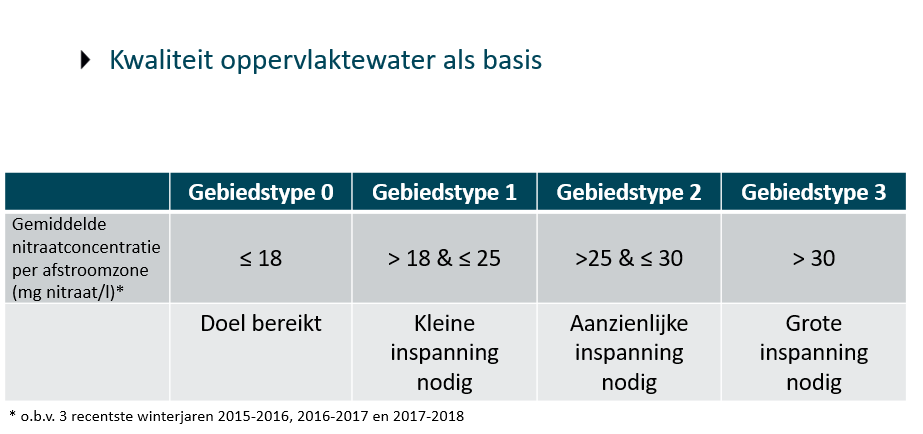 Kwaliteit oppervlaktewater als basis
Gebiedstype 0 Gebiedstype 1 Gebiedstype 2 Gebiedstype 3
Gemiddelde
nitraatconcentratie
per afstroomzone
(mg nitraat/l)*
≤ 18 > 18 & ≤ 25 >25 & ≤ 30 > 30
Doel bereikt
Kleine
inspanning
nodig
Aanzienlijke
inspanning
nodig
Grote
inspanning
nodig
* o.b.v. 3 recentste winterjaren 2015-2016, 2016-2017 en 2017-2018